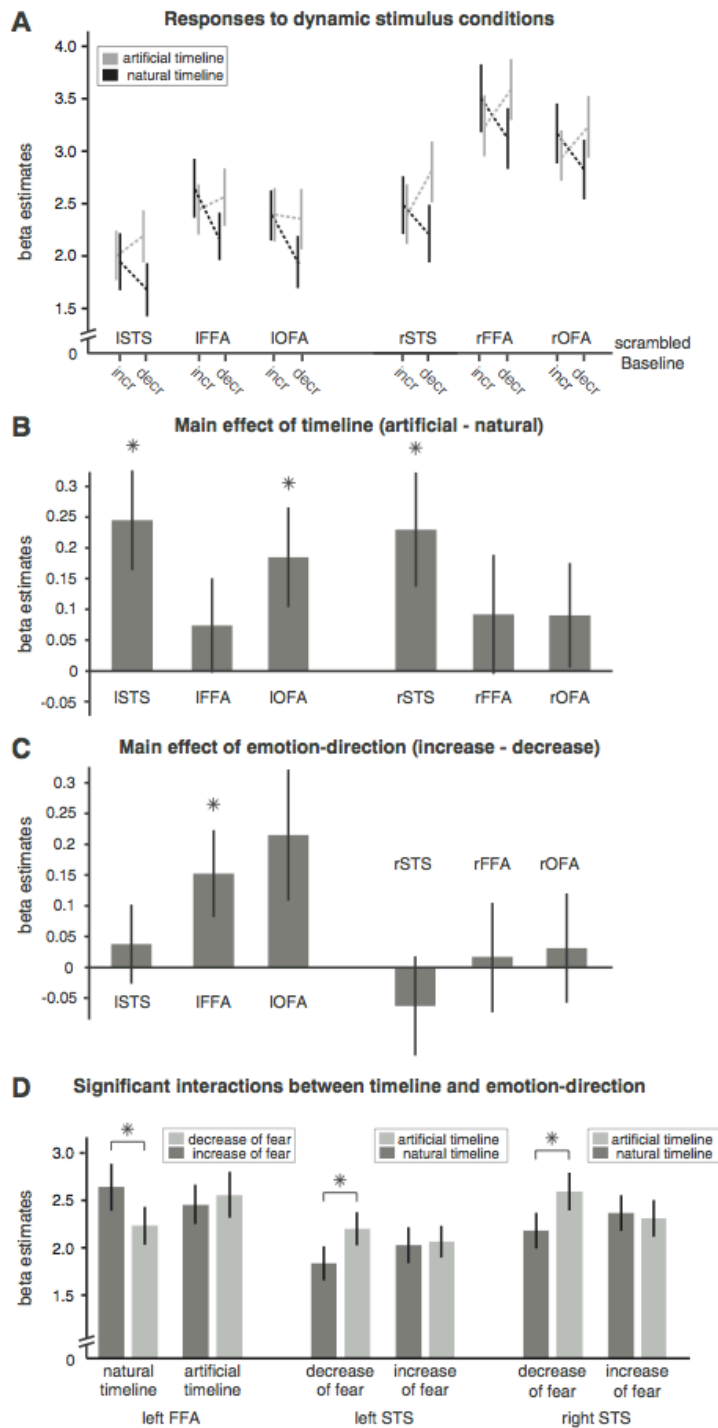 A Responses to dynamic stimulus conditions
4.0
artificial timeline
natural timeline
3.5
3.0
beta estimates
2.5
2.0
1.5
lSTS lFFA lOFA rSTS rFFA rOFA scrambled
0 Baseline
incr decr incr decr incr decr incr decr incr decr incr decr
B Main effect of timeline (artificial - natural)
* * *
0.3
0.25
0.2
0.15
beta estimates
0.1
0.05
0
-0.05 lSTS lFFA lOFA rSTS rFFA rOFA
C Main effect of emotion-direction (increase - decrease)
0.3 *
0.25
0.2
rSTS rFFA rOFA
0.15
beta estimates
0.1
0.05
0
-0.05 lSTS lFFA lOFA
D Significant interactions between timeline and emotion-direction
* decrease of fear artificial timeline * artificial timeline
increase of fear natural timeline natural timeline
3.0
*
2.5
beta estimates
2.0
1.5
0
natural artificial decrease increase decrease increase
timeline timeline of fear of fear of fear of fear
left FFA left STS right STS